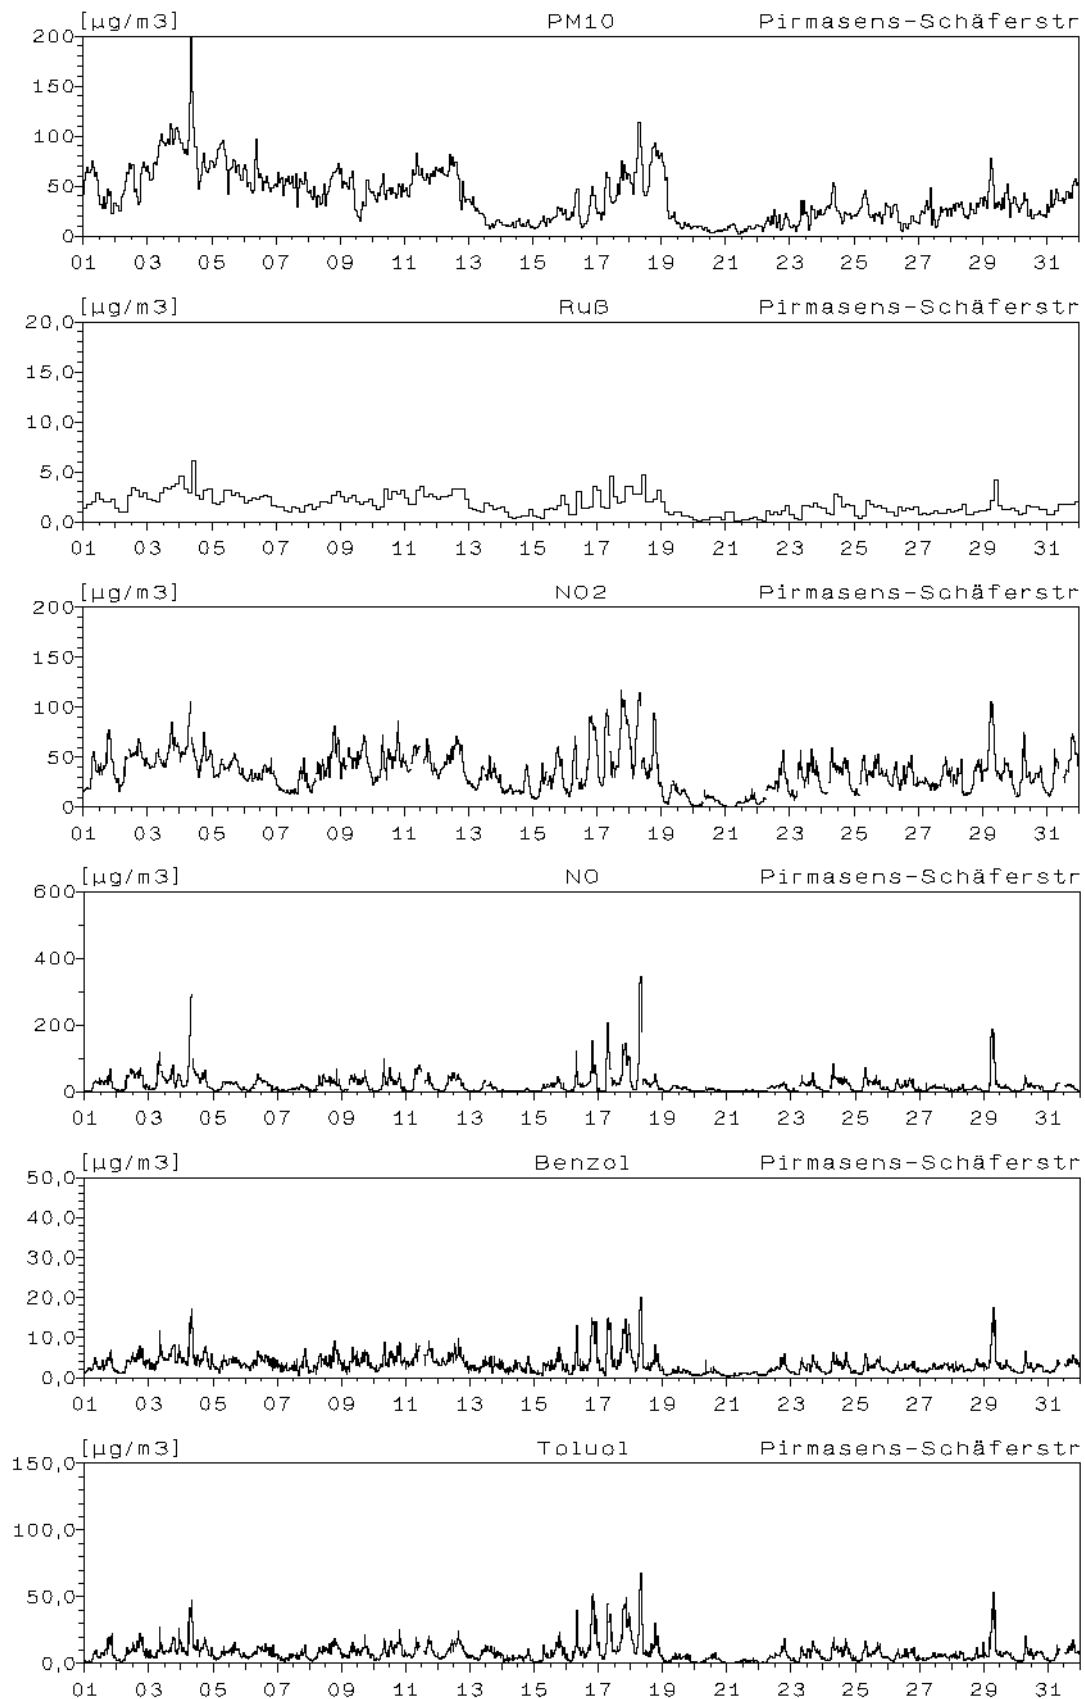 [µg/m3] PM10 Pirmasens-Schäferstr
200
150
100
50
0
01 03 05 07 09 11 13 15 17 19 21 23 25 27 29 31
[µg/m3] Ruß Pirmasens-Schäferstr
20,0
15,0
10,0
5,0
0,0
01 03 05 07 09 11 13 15 17 19 21 23 25 27 29 31
[µg/m3] NO2 Pirmasens-Schäferstr
200
150
100
50
0
01 03 05 07 09 11 13 15 17 19 21 23 25 27 29 31
[µg/m3] NO Pirmasens-Schäferstr
600
400
200
0
01 03 05 07 09 11 13 15 17 19 21 23 25 27 29 31
[µg/m3] Benzol Pirmasens-Schäferstr
50,0
40,0
30,0
20,0
10,0
0,0
01 03 05 07 09 11 13 15 17 19 21 23 25 27 29 31
[µg/m3] Toluol Pirmasens-Schäferstr
150,0
100,0
50,0
0,0
01 03 05 07 09 11 13 15 17 19 21 23 25 27 29 31